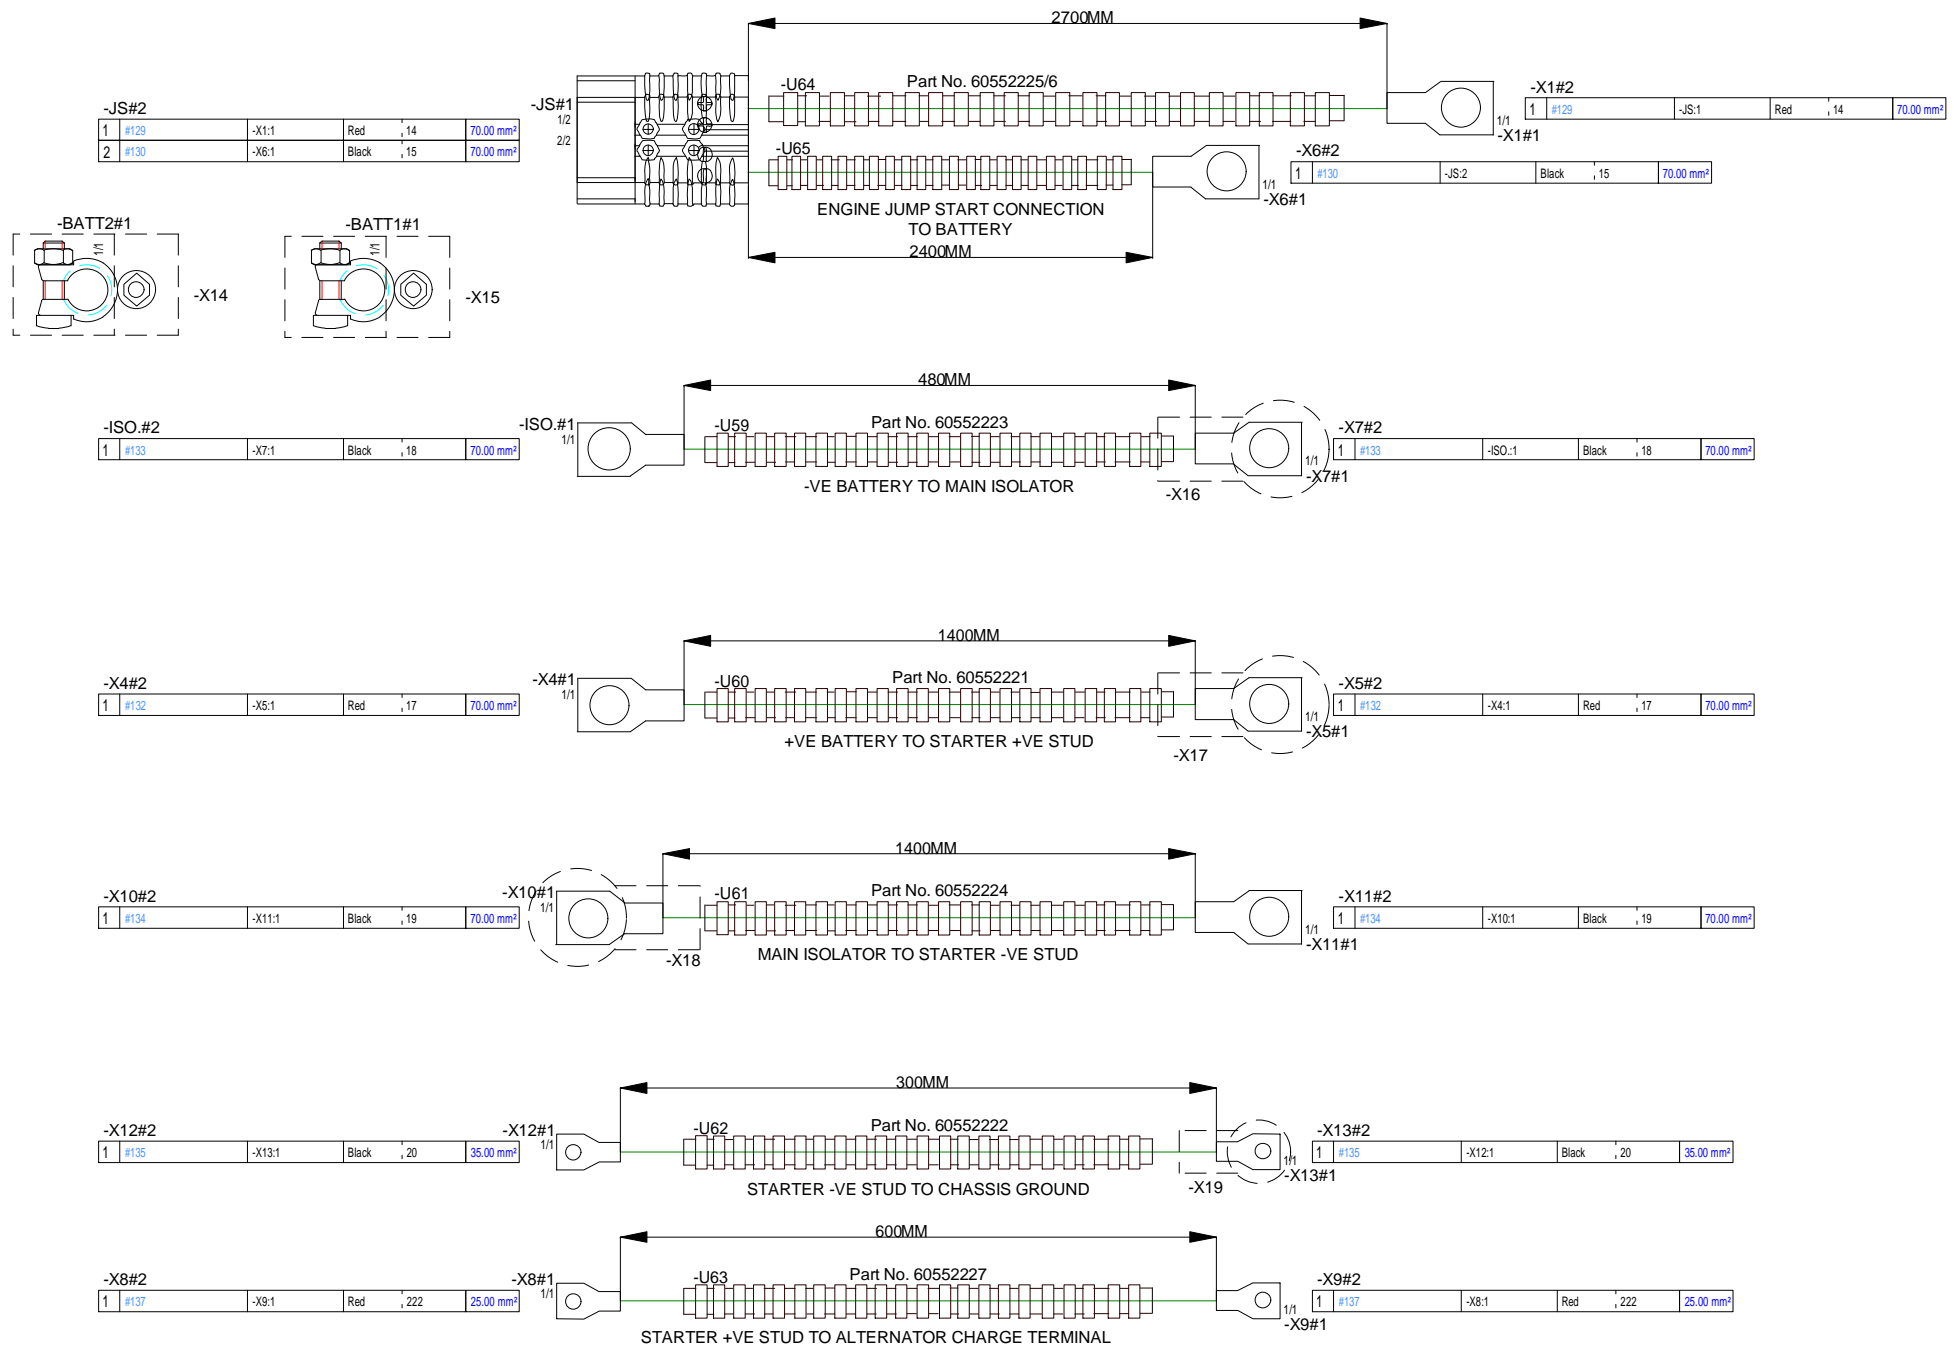 2700MM
-U64 Part No. 60552225/6
-JS#2
1 #129 -X1:1 Red 14 70.00 mm²
2 #130 -X6:1 Black 15 70.00 mm²
-JS#1
1/2
2/2
-X1#2
1 #129 -JS:1 Red 14 70.00 mm²
1/1
-X1#1
-U65
-X6#2
1 #130 -JS:2 Black 15 70.00 mm²
1/1
-X6#1
ENGINE JUMP START CONNECTION
TO BATTERY
2400MM
-BATT2#1
1/1
-X14
-BATT1#1
1/1
-X15
480MM
-ISO.#2
1 #133 -X7:1 Black 18 70.00 mm²
-ISO.#1
1/1
-U59 Part No. 60552223
-X7#2
1 #133 -ISO.:1 Black 18 70.00 mm²
1/1
-X7#1
-VE BATTERY TO MAIN ISOLATOR
-X16
1400MM
-X4#2
1 #132 -X5:1 Red 17 70.00 mm²
-X4#1
1/1
-U60 Part No. 60552221
-X5#2
1 #132 -X4:1 Red 17 70.00 mm²
1/1
-X5#1
+VE BATTERY TO STARTER +VE STUD
-X17
1400MM
-X10#2
1 #134 -X11:1 Black 19 70.00 mm²
-X10#1
1/1
-U61 Part No. 60552224
-X11#2
1 #134 -X10:1 Black 19 70.00 mm²
1/1
-X11#1
-X18
MAIN ISOLATOR TO STARTER -VE STUD
300MM
-X12#2
1 #135 -X13:1 Black 20 35.00 mm²
-X12#1
1/1
-U62 Part No. 60552222
-X13#2
1 #135 -X12:1 Black 20 35.00 mm²
1/1
-X13#1
STARTER -VE STUD TO CHASSIS GROUND
-X19
600MM
-X8#2
1 #137 -X9:1 Red 222 25.00 mm²
-X8#1
1/1
-U63 Part No. 60552227
-X9#2
1 #137 -X8:1 Red 222 25.00 mm²
1/1
-X9#1
STARTER +VE STUD TO ALTERNATOR CHARGE TERMINAL